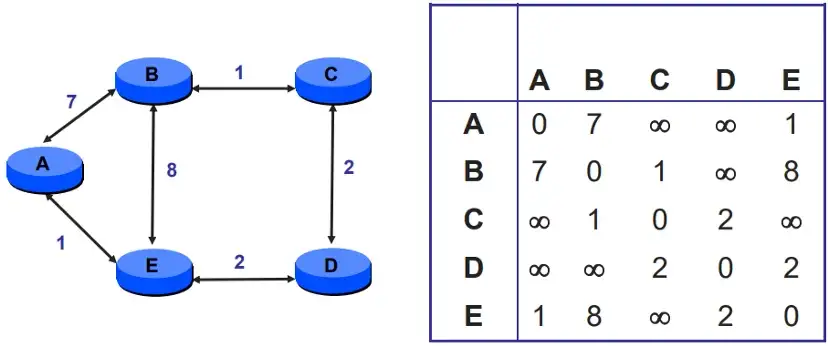 B
1
C
7
A
8
2
1
E
2
D
A B C D E
A 0 7 ∞ ∞ 1
B 7 0 1 ∞ 8
C ∞ 1 0 2 ∞
D ∞ ∞ 2 0 2
E 1 8 ∞ 2 0